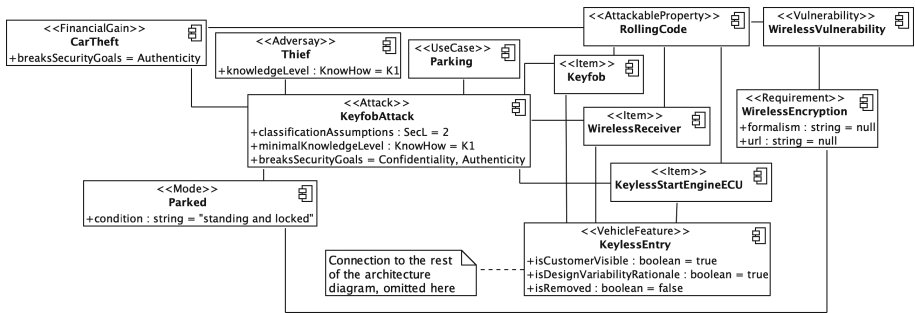 <<FinancialGain>>
CarTheft
+breaksSecurityGoals = Authenticity
<<Adversay>>
Thief
+knowledgeLevel : KnowHow = K1
<<UseCase>>
Parking
<<AttackableProperty>>
RollingCode
<<Vulnerability>>
WirelessVulnerability
<<Item>>
Keyfob
<<Attack>>
KeyfobAttack
+classificationAssumptions : SecL = 2
+minimalKnowledgeLevel : KnowHow = K1
+breaksSecurityGoals = Confidentiality, Authenticity
<<Item>>
WirelessReceiver
<<Requirement>>
WirelessEncryption
+formalism : string = null
+url : string = null
<<Item>>
KeylessStartEngineECU
<<Mode>>
Parked
+condition : string = "standing and locked"
<<VehicleFeature>>
KeylessEntry
+isCustomerVisible : boolean = true
+isDesignVariabilityRationale : boolean = true
+isRemoved : boolean = false
Connection to the rest
of the architecture
diagram, omitted here